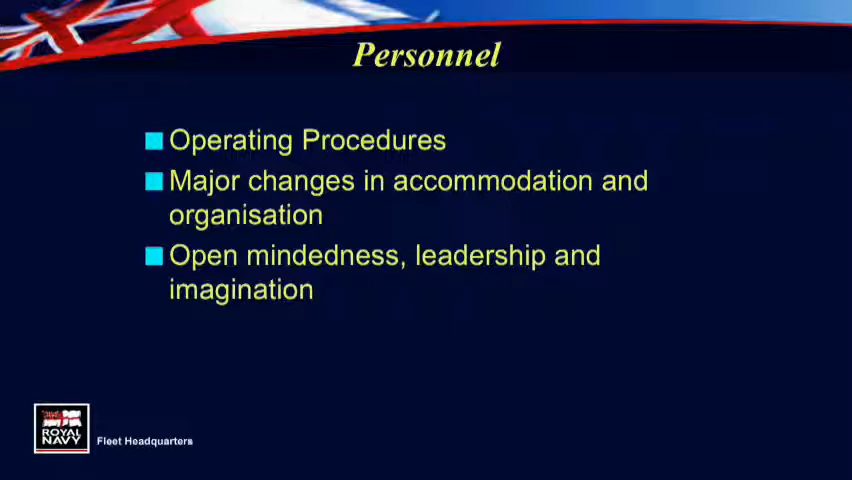 Personnel
Operating Procedures
Major changes in accommodation and
organisation
Open mindedness, leadership and
imagination
ROYAL
NAVY
Fleet Headquarters